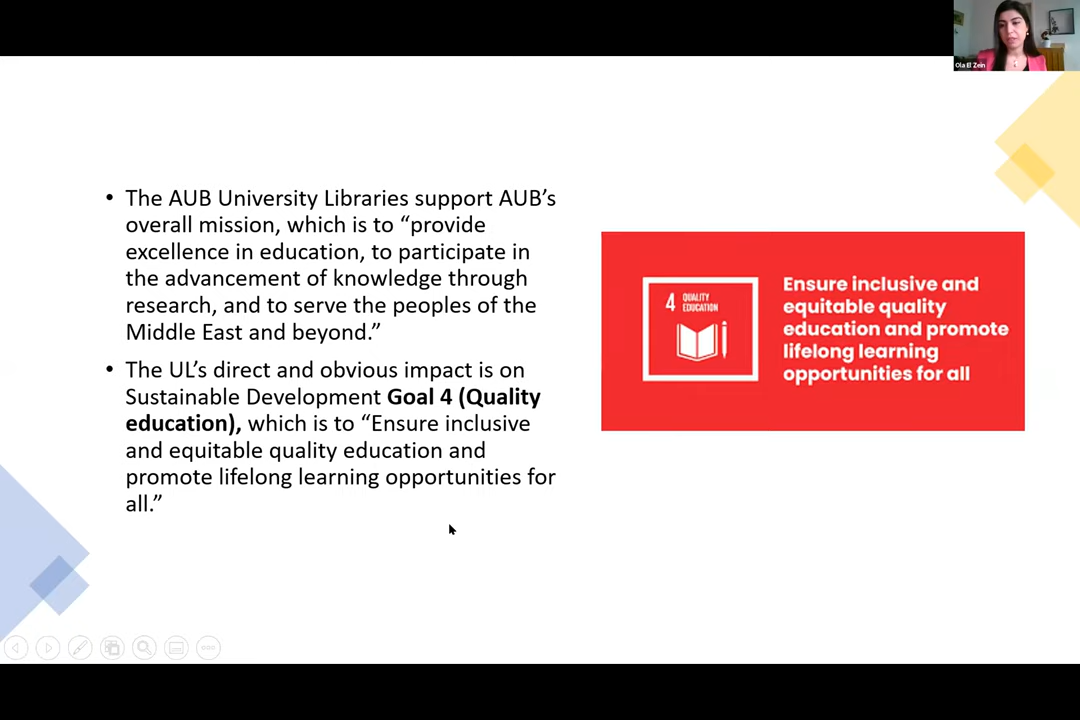 Ola El Zein
• The AUB University Libraries support AUB’s
overall mission, which is to “provide
excellence in education, to participate in
the advancement of knowledge through
research, and to serve the peoples of the
Middle East and beyond.”
• The UL’s direct and obvious impact is on
Sustainable Development Goal 4 (Quality
education), which is to “Ensure inclusive
and equitable quality education and
promote lifelong learning opportunities for
all.”
4 QUALITY
EDUCATION
Ensure inclusive and
equitable quality
education and promote
lifelong learning
opportunities for all